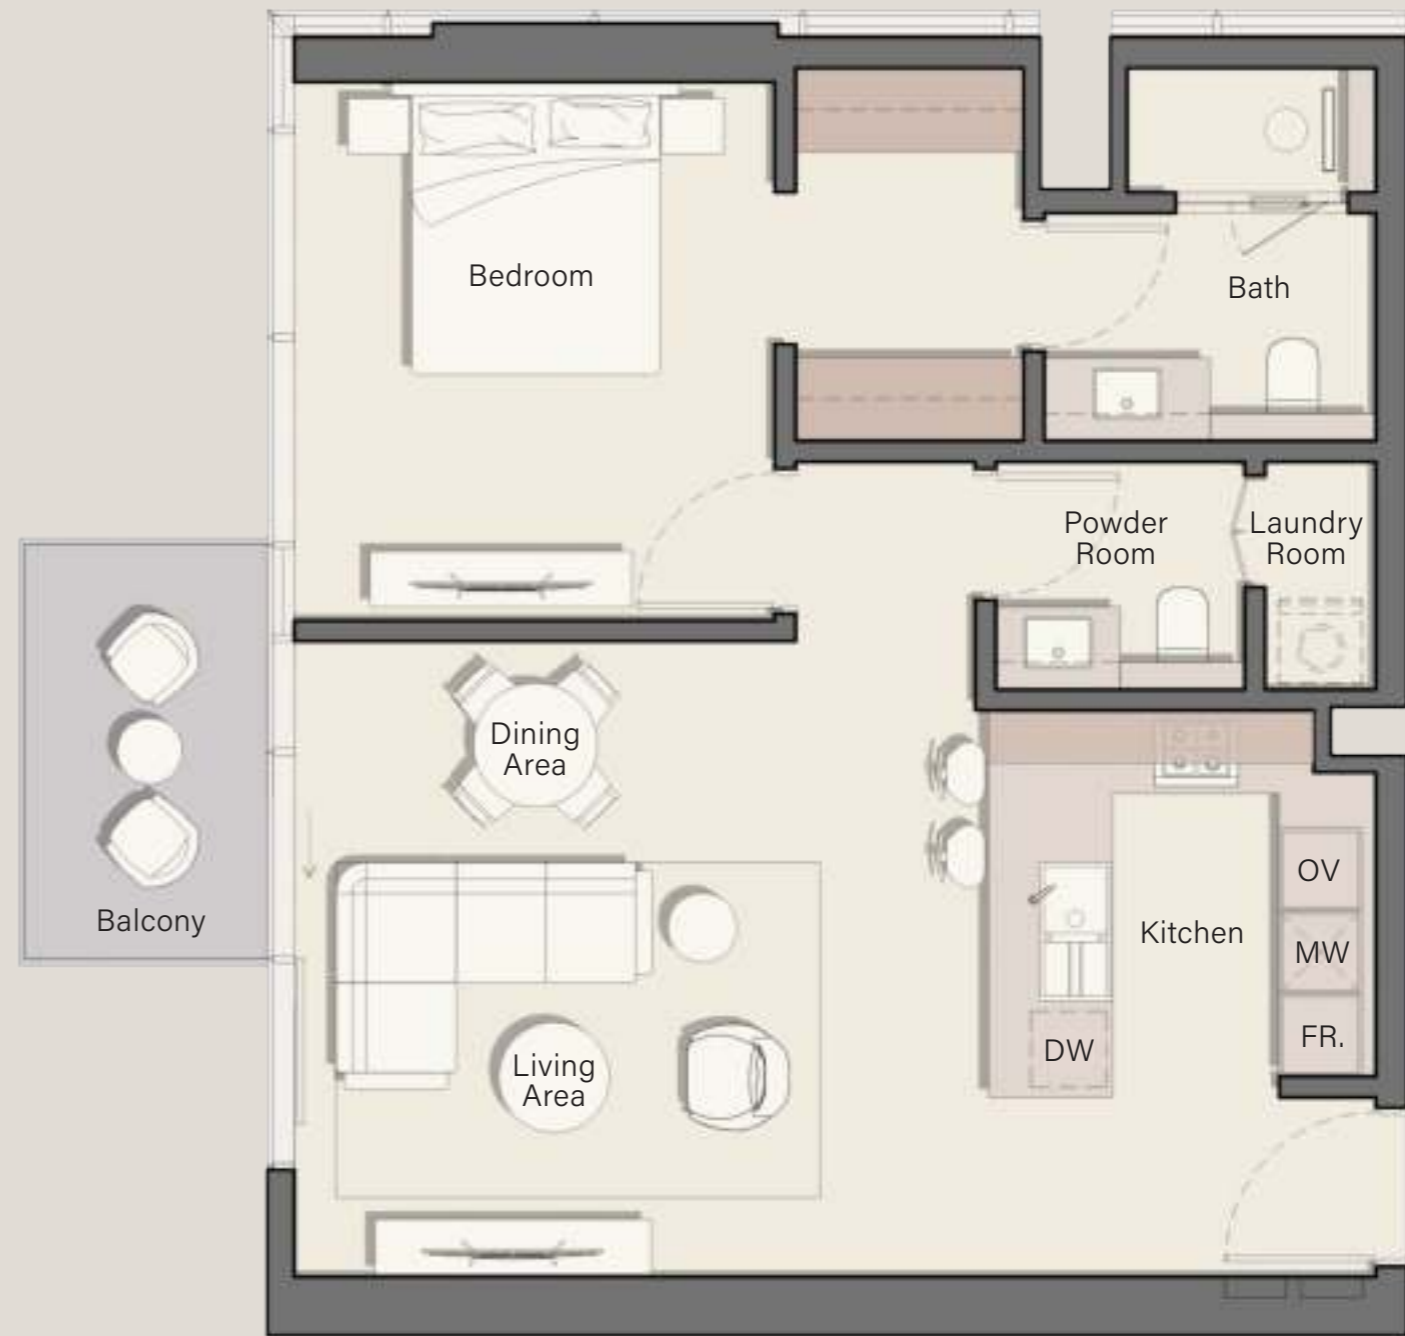 Bedroom
Bath
Powder
Room
Laundry
Room
Dining
Area
Balcony
OV
Kitchen
MW
FR.
DW
Living
Area